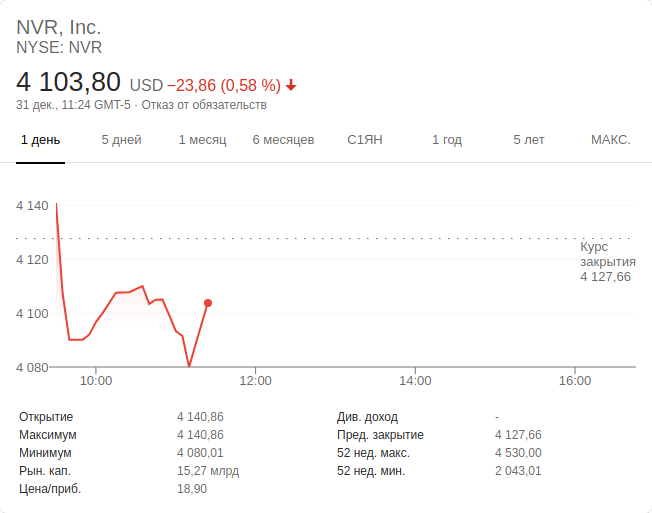 NVR, Inc.
NYSE: NVR
4 103,80 USD −23,86 (0,58 %)
31 дек., 11:24 GMT-5 · Отказ от обязательств
1 день 5 дней 1 месяц 6 месяцев С1ЯН 1 год 5 лет МАКС.
4 140
Курс
закрытия
4 127,66
4 120
4 100
4 080
10:00 12:00 14:00 16:00
Открытие 4 140,86 Див. доход -
Максимум 4 140,86 Пред. закрытие 4 127,66
Минимум 4 080,01 52 нед. макс. 4 530,00
Рын. кап. 15,27 млрд 52 нед. мин. 2 043,01
Цена/приб. 18,90